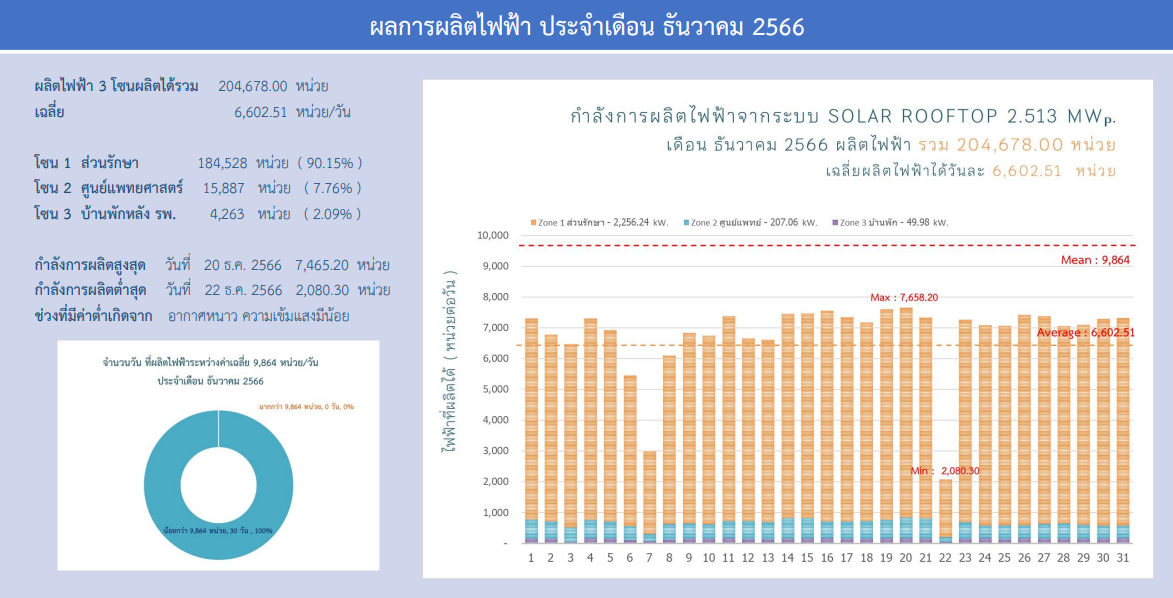 ผลการผลิตไฟฟ้า ประจำเดือน ธันวาคม 2566
ผลิตไฟฟ้า 3 โซนผลิตได้รวม 204,678.00 หน่วย
เฉลี่ย 6,602.51 หน่วย/วัน
โซน 1 ส่วนรักษา 184,528 หน่วย ( 90.15% )
โซน 2 ศูนย์แพทยศาสตร์ 15,887 หน่วย ( 7.76% )
โซน 3 บ้านพักหลัง รพ. 4,263 หน่วย ( 2.09% )
กำลังการผลิตสูงสุด วันที่ 20 ธ.ค. 2566 7,465.20 หน่วย
กำลังการผลิตต่ำสุด วันที่ 22 ธ.ค. 2566 2,080.30 หน่วย
ช่วงที่มีค่าต่ำเกิดจาก อากาศหนาว ความเข้มแสงมีน้อย
จำนวนวัน ที่ผลิตไฟฟ้าระหว่างค่าเฉลี่ย 9,864 หน่วย/วัน
ประจำเดือน ธันวาคม 2566
มากกว่า 9,864 หน่วย, 0 วัน, 0%
น้อยกว่า 9,864 หน่วย, 30 วัน , 100%
กำลังการผลิตไฟฟ้าจากระบบ SOLAR ROOFTOP 2.513 MWp.
เดือน ธันวาคม 2566 ผลิตไฟฟ้า รวม 204,678.00 หน่วย
เฉลี่ยผลิตไฟฟ้าได้วันละ 6,602.51 หน่วย
Zone 1 ส่วนรักษา - 2,256.24 kW. Zone 2 ศูนย์แพทย์ - 207.06 kW. Zone 3 บ้านพัก - 49.98 kW.
ไฟฟ้าที่ผลิตได้ ( หน่วยต่อวัน )
10,000
9,000
8,000
7,000
6,000
5,000
4,000
3,000
2,000
1,000
-
Mean : 9,864
Max : 7,658.20
Average : 6,602.51
Min : 2,080.30
1 2 3 4 5 6 7 8 9 10 11 12 13 14 15 16 17 18 19 20 21 22 23 24 25 26 27 28 29 30 31